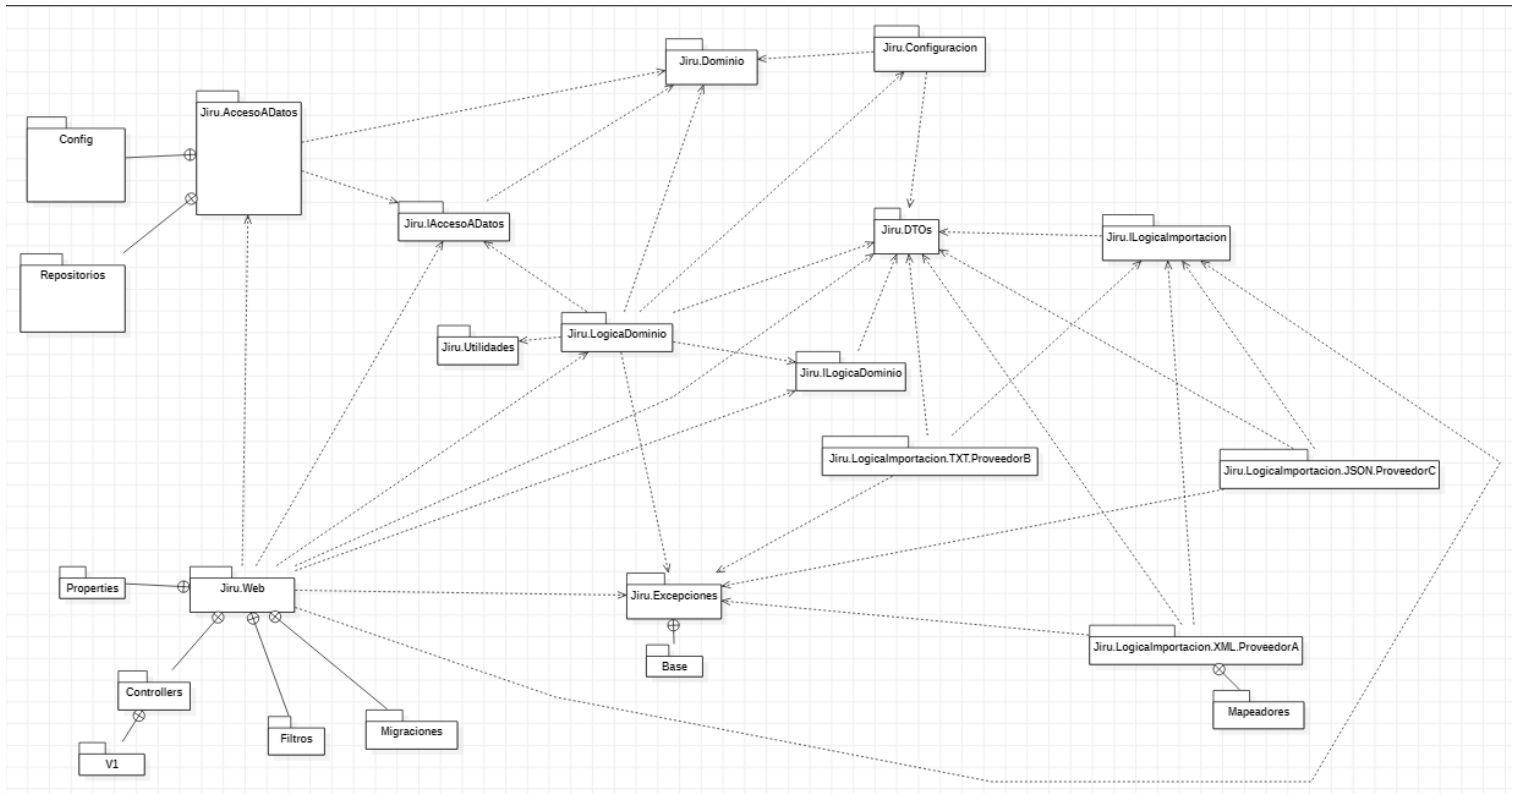 Jiru.Dominio
Jiru.Configuracion
Jiru.AccesoADatos
Config
Jiru.IAccesoADatos
Jiru.DTOs
Jiru.ILogicaImportacion
Repositorios
Jiru.Utilidades
Jiru.LogicaDominio
Jiru.ILogicaDominio
Jiru.LogicaImportacion.TXT.ProveedorB
Jiru.LogicaImportacion.JSON.ProveedorC
Properties
Jiru.Web
Jiru.Excepciones
Base
Jiru.LogicaImportacion.XML.ProveedorA
Controllers
Mapeadores
Filtros
Migraciones
V1